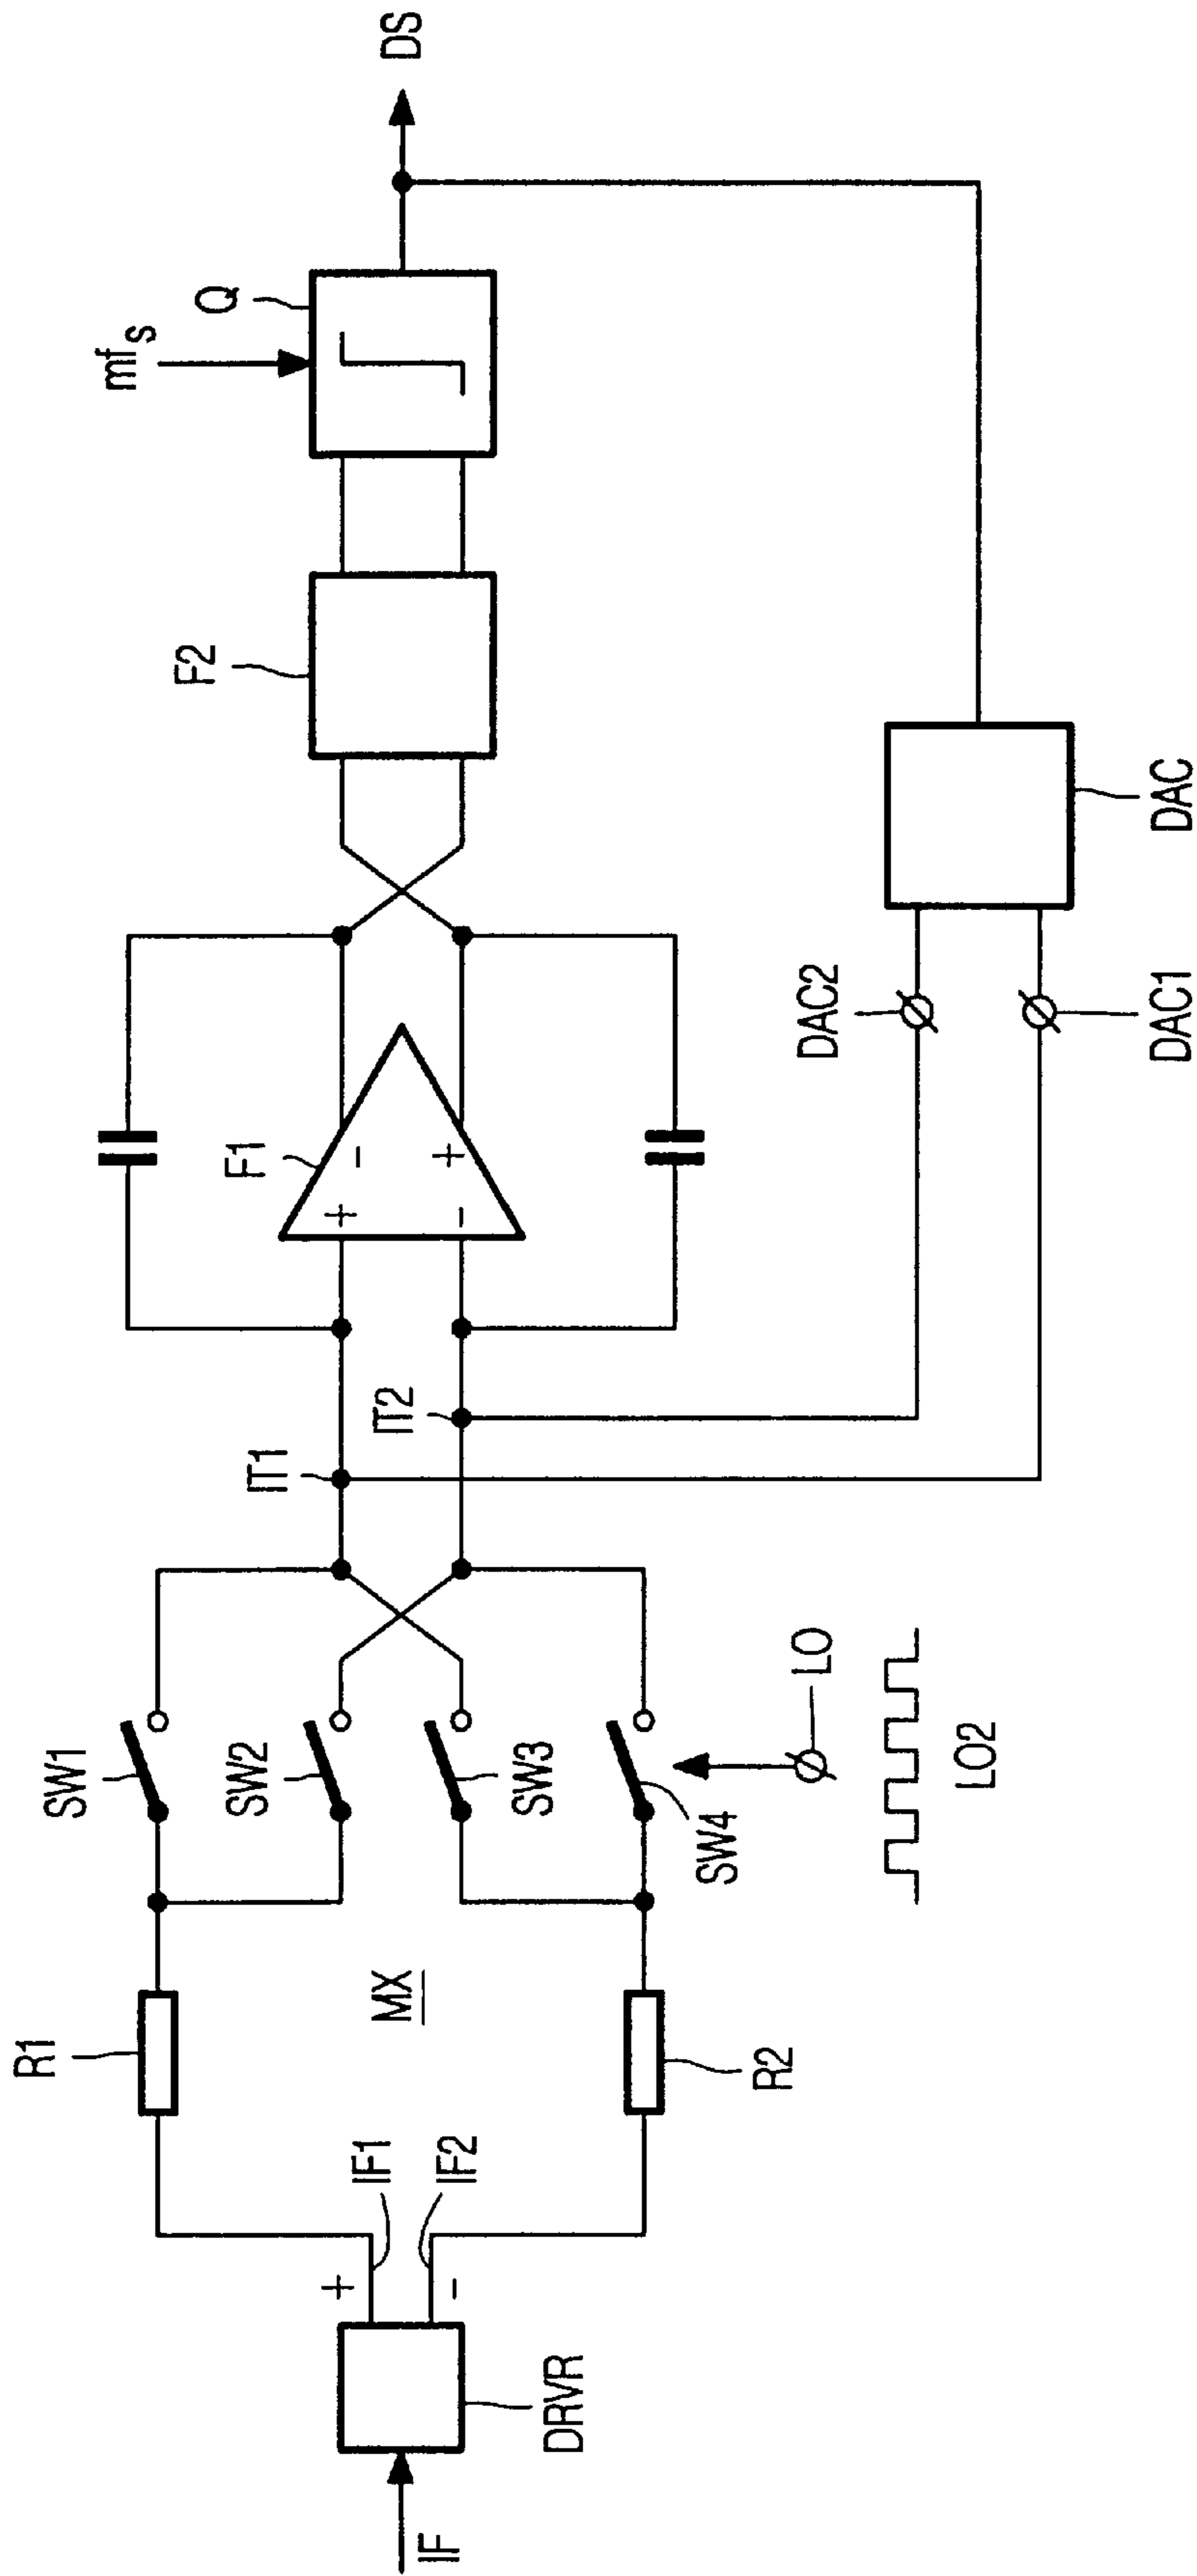 IF
DRVR
+
-
IF1
IF2
R1
R2
MX
SW1
SW2
SW3
SW4
LO
LO2
IT1
IT2
F1
+
-
-
+
F2
mfs
Q
DS
DAC2
DAC1
DAC